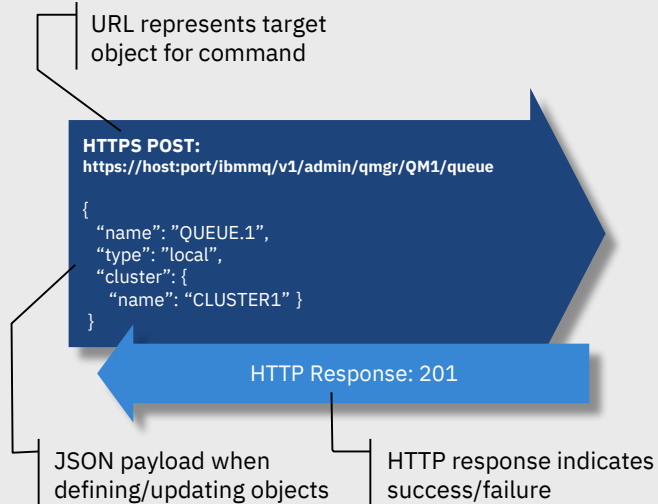 URL represents target
object for command
HTTPS POST:
https://host:port/ibmmq/v1/admin/qmgr/QM1/queue
{
“name”: ”QUEUE.1”,
“type”: ”local”,
“cluster”: {
“name”: “CLUSTER1” }
}
HTTP Response: 201
JSON payload when
defining/updating objects
HTTP response indicates
success/failure